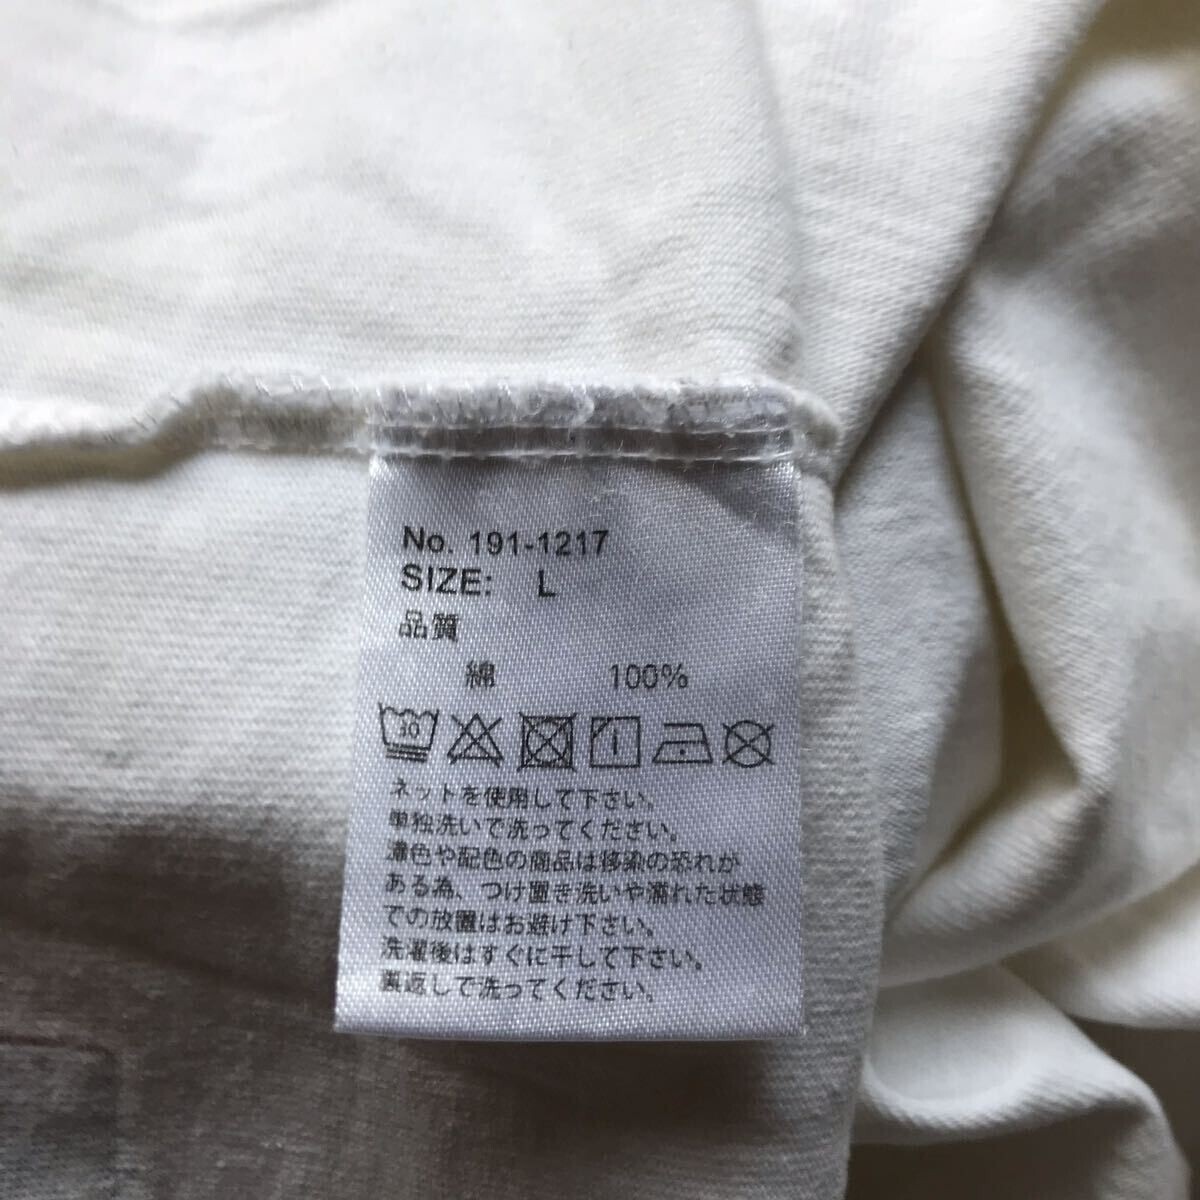 No. 191-1217
SIZE: L
品質
綿 100%
30
ネットを使用して下さい。
単独洗いで洗ってください。
濃色や配色の商品は移染の恐れが
ある為、つけ置き洗いや濡れた状態
での放置はお避け下さい。
洗濯後はすぐに干して下さい。
裏返しで洗ってください。